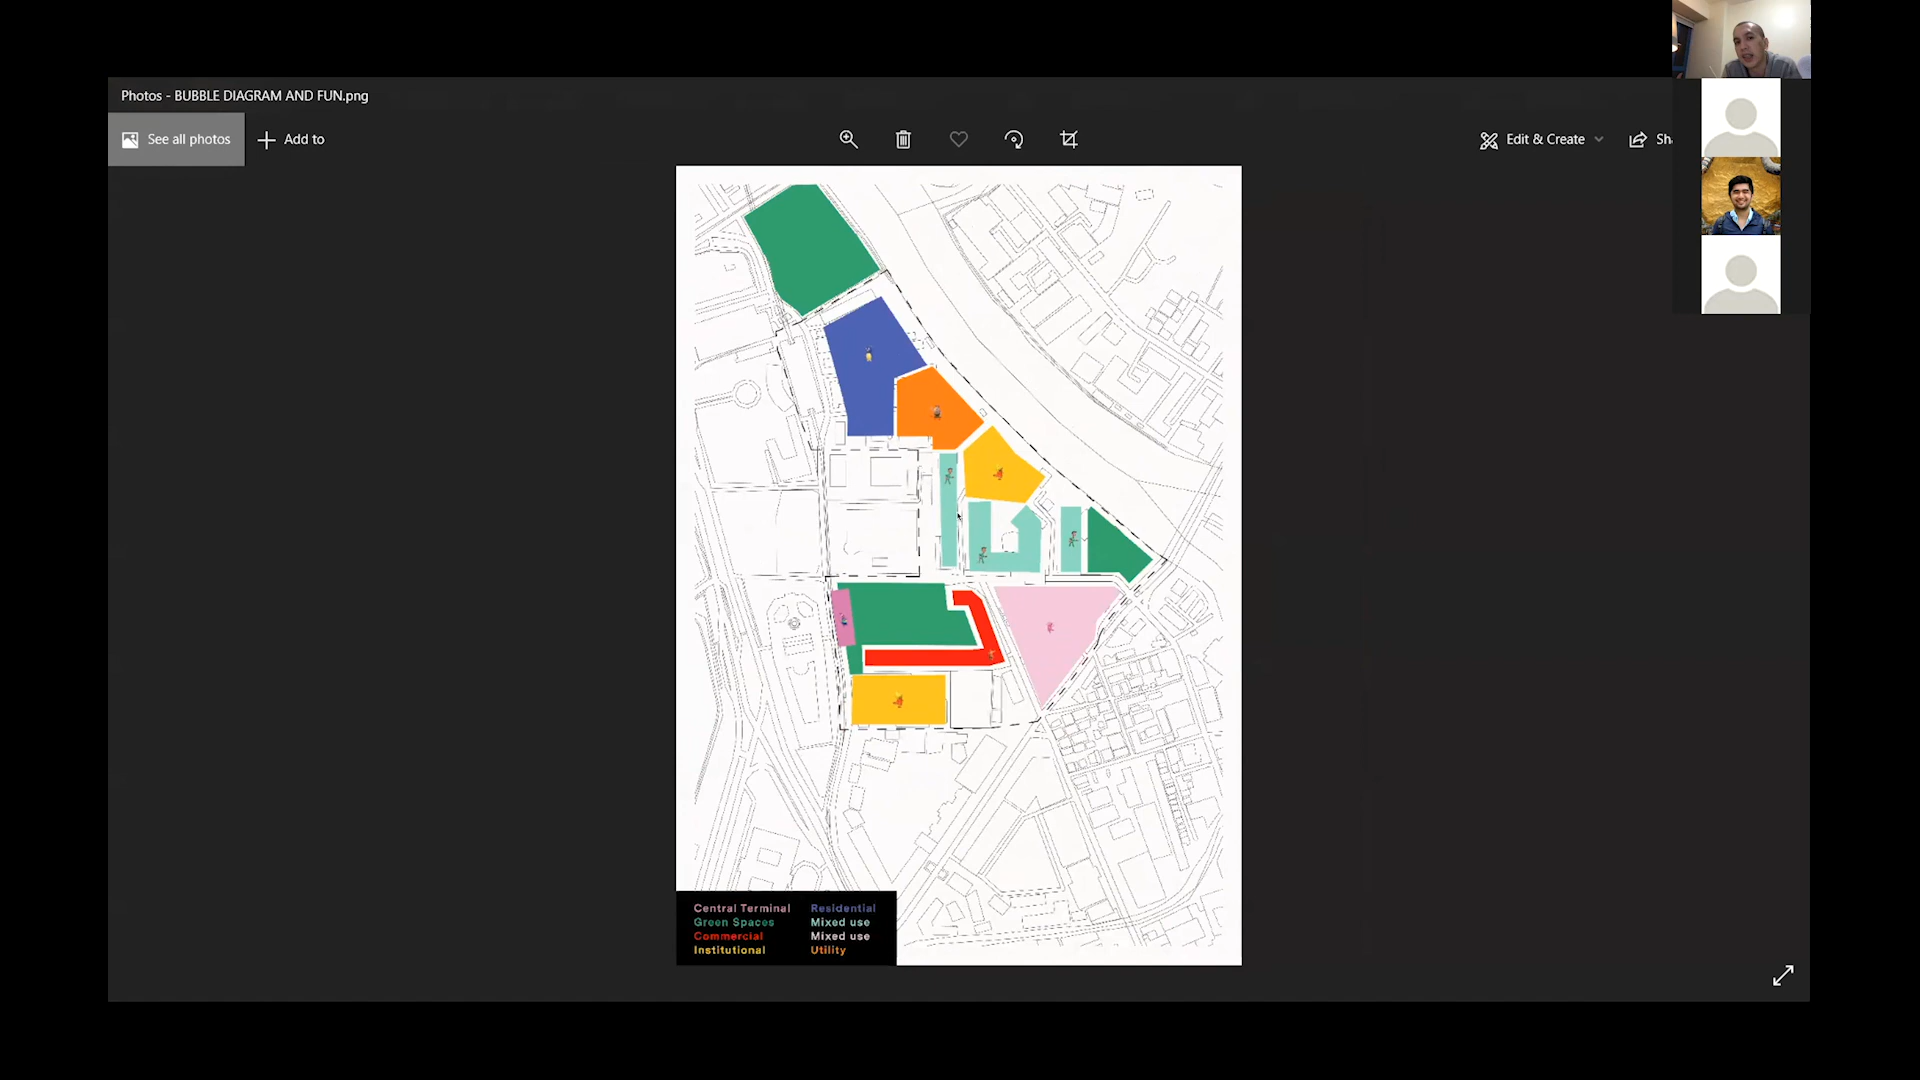 Photos - BUBBLE DIAGRAM AND FUN.png
See all photos
Add to
Edit & Create
Sh
Central Terminal
Green Spaces
Commercial
Institutional
Residential
Mixed use
Mixed use
Utility